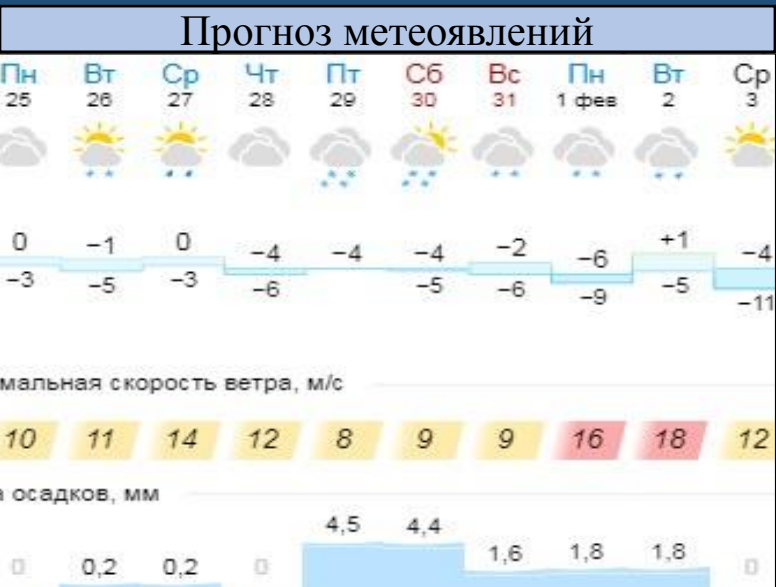 Прогноз метеоявлений
Пн Вт Ср Чт Пт Сб Вс Пн Вт Ср
25 26 27 28 29 30 31 1 фев 2 3
0 −1 0 −4 −4 −4 −2 −6 +1 −4
−3 −5 −3 −6 −5 −6 −9 −5 −11
мальная скорость ветра, м/с
10 11 14 12 8 9 9 16 18 12
а осадков, мм
4,5 4,4
0 0,2 0,2 0 1,6 1,8 1,8 0